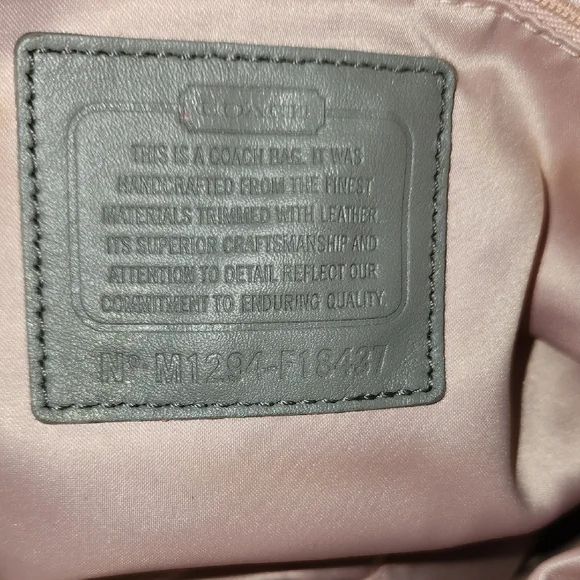 COACH
THIS IS A COACH BAG. IT WAS
HANDCRAFTED FROM THE FINEST
MATERIALS TRIMMED WITH LEATHER.
ITS SUPERIOR CRAFTSMANSHIP AND
ATTENTION TO DETAIL REFLECT OUR
COMMITMENT TO ENDURING QUALITY.
Nº M1294-F18437